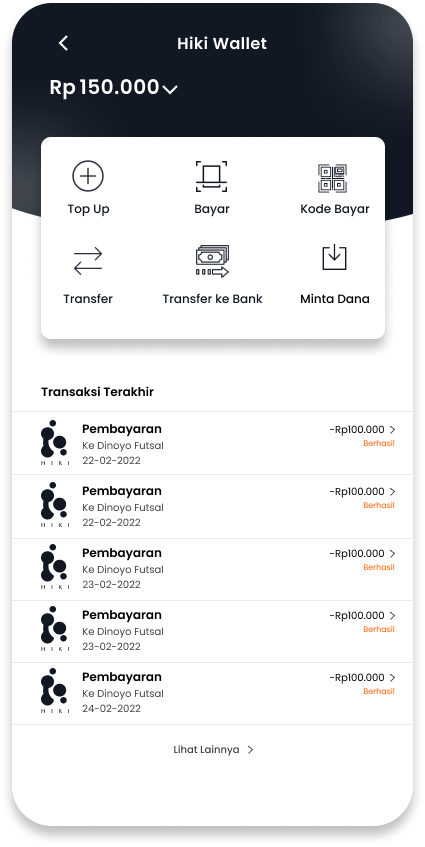 Hiki Wallet
Rp 150.000
Top Up
Bayar
Kode Bayar
Transfer
Transfer ke Bank
Minta Dana
Transaksi Terakhir
Pembayaran
-Rp100.000
Ke Dinoyo Futsal
Berhasil
22-02-2022
HIKI
Pembayaran
-Rp100.000
Ke Dinoyo Futsal
Berhasil
22-02-2022
HIKI
Pembayaran
-Rp100.000
Ke Dinoyo Futsal
Berhasil
23-02-2022
HIKI
Pembayaran
-Rp100.000
Ke Dinoyo Futsal
Berhasil
23-02-2022
HIKI
Pembayaran
-Rp100.000
Ke Dinoyo Futsal
Berhasil
24-02-2022
HIKI
Lihat Lainnya